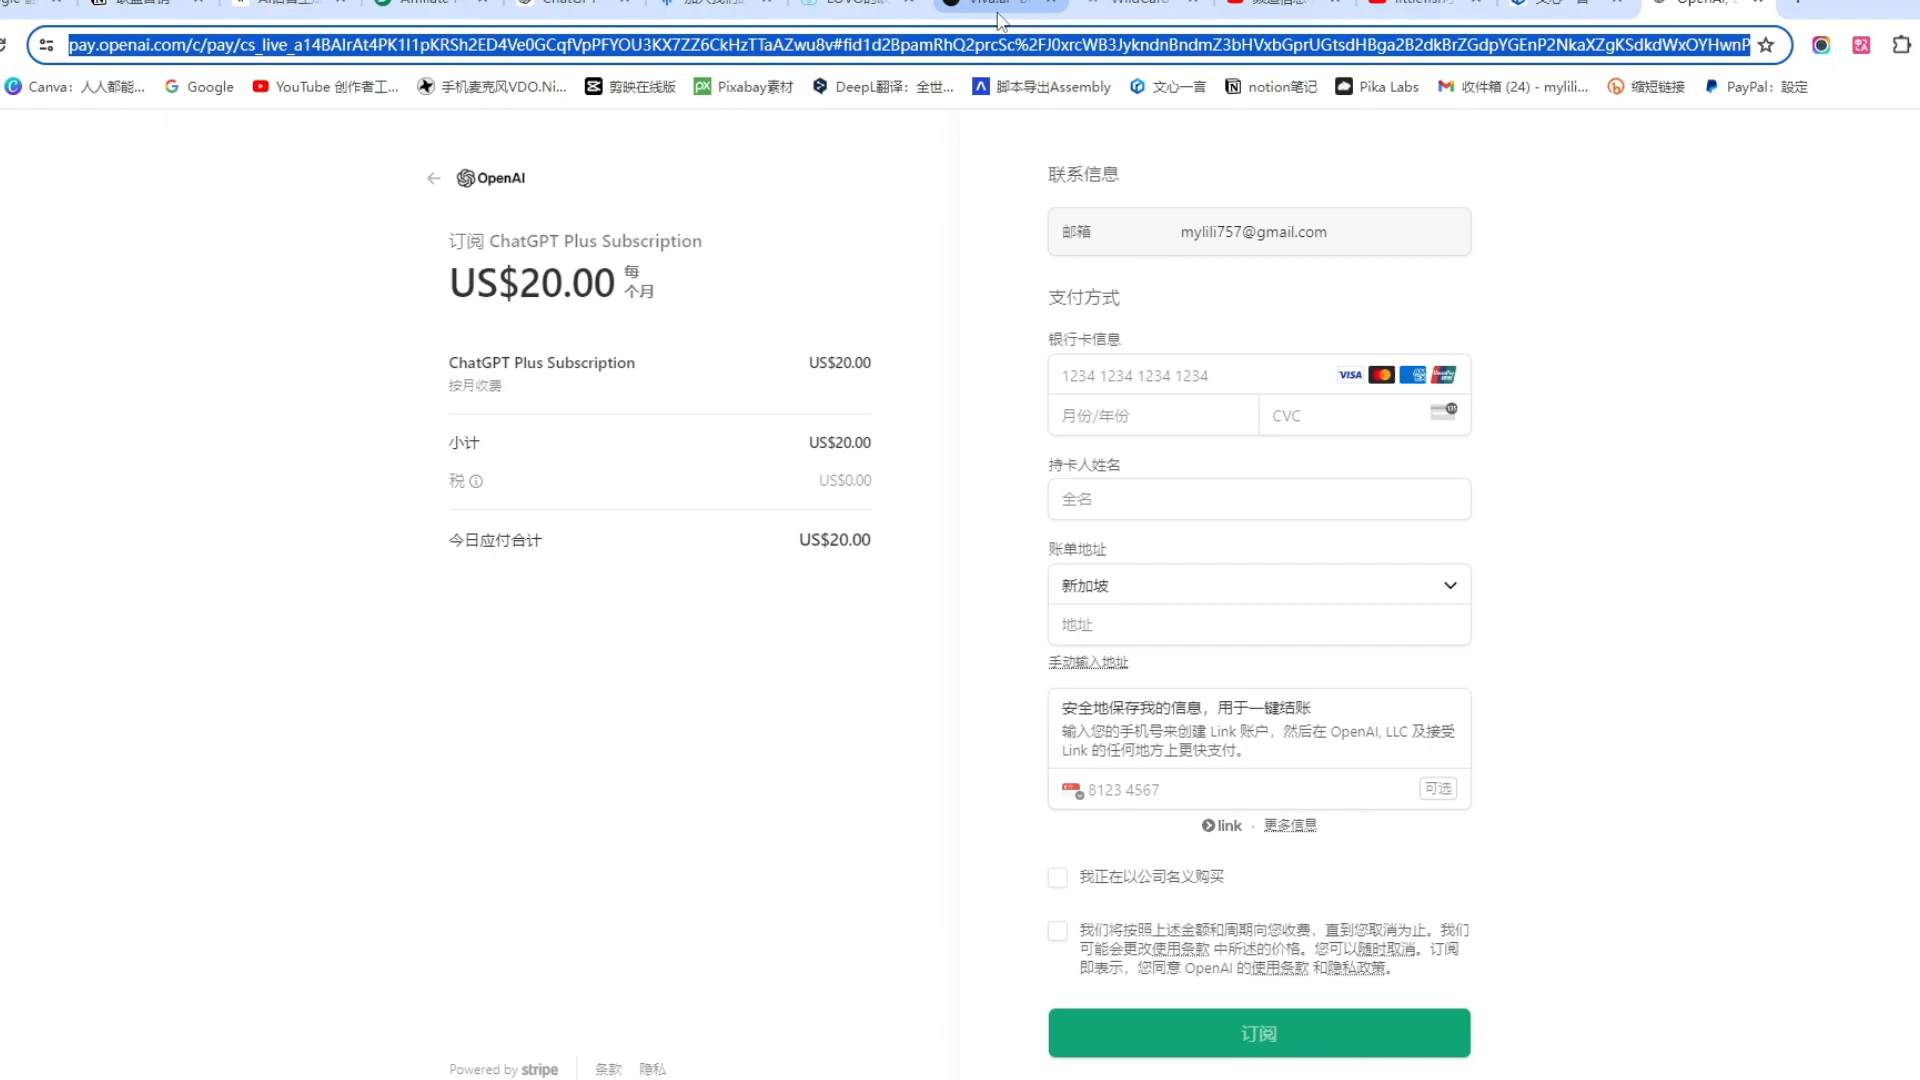 pay.openai.com/c/pay/cs_live_a14BAIrAt4PK1I1pKRSh2ED4Ve0GCqfVpPFYOU3KX7ZZ6CkHzTTaAZwu8v#fid1d2BpamRhQ2prcSc%2FJ0xrcWB3JykndnBndmZ3bHVxbGprUGtsdHBga2B2dkBrZGdpYGEnP2NkaXZgKSdkdWxOYHwnP
Canva：人人都能...
Google
YouTube 创作者工...
手机麦克风VDO.Ni...
剪映在线版
Pixabay素材
DeepL翻译：全世...
脚本导出Assembly
文心一言
notion笔记
Pika Labs
收件箱 (24) - mylili...
缩短链接
PayPal：設定
OpenAI
订阅 ChatGPT Plus Subscription
US$20.00 每个月
ChatGPT Plus Subscription US$20.00
按月收费
小计 US$20.00
税 US$0.00
今日应付合计 US$20.00
Powered by stripe 条款 隐私
联系信息
邮箱 mylili757@gmail.com
支付方式
银行卡信息
1234 1234 1234 1234 VISA
月份/年份 CVC
持卡人姓名
全名
账单地址
新加坡
地址
手动输入地址
安全地保存我的信息，用于一键结账
输入您的手机号来创建 Link 账户，然后在 OpenAI, LLC 及接受
Link 的任何地方上更快支付。
8123 4567 可选
link · 更多信息
我正在以公司名义购买
我们将按照上述金额和周期向您收费，直到您取消为止。我们
可能会更改使用条款 中所述的价格。您可以随时取消。订阅
即表示，您同意 OpenAI 的使用条款 和隐私政策。
订阅